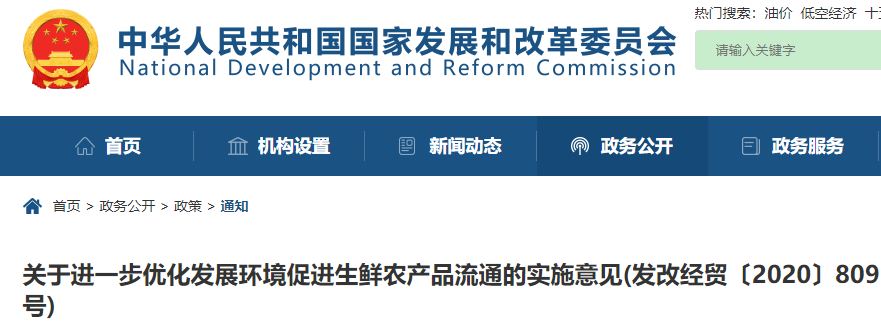 热门搜索：油价 低空经济 十五
中华人民共和国国家发展和改革委员会
National Development and Reform Commission
请输入关键字
首页 机构设置 新闻动态 政务公开 政务服务
首页 > 政务公开 > 政策 > 通知
关于进一步优化发展环境促进生鲜农产品流通的实施意见(发改经贸〔2020〕809
号)